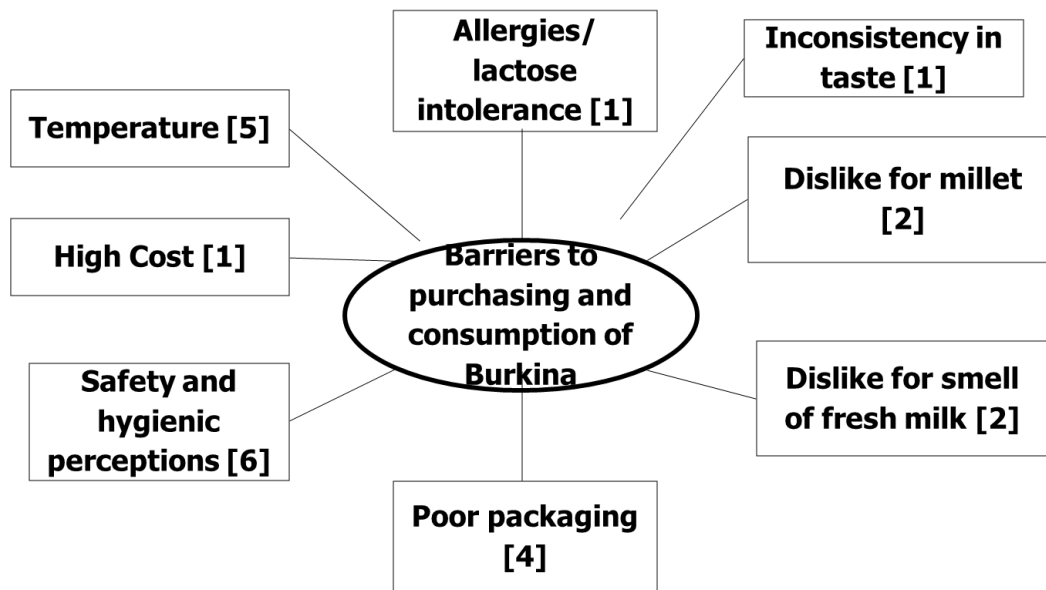 Allergies/
lactose
intolerance [1]
Inconsistency in
taste [1]
Temperature [5]
Dislike for millet
[2]
High Cost [1]
Barriers to
purchasing and
consumption of
Burkina
Safety and
hygienic
perceptions [6]
Dislike for smell
of fresh milk [2]
Poor packaging
[4]